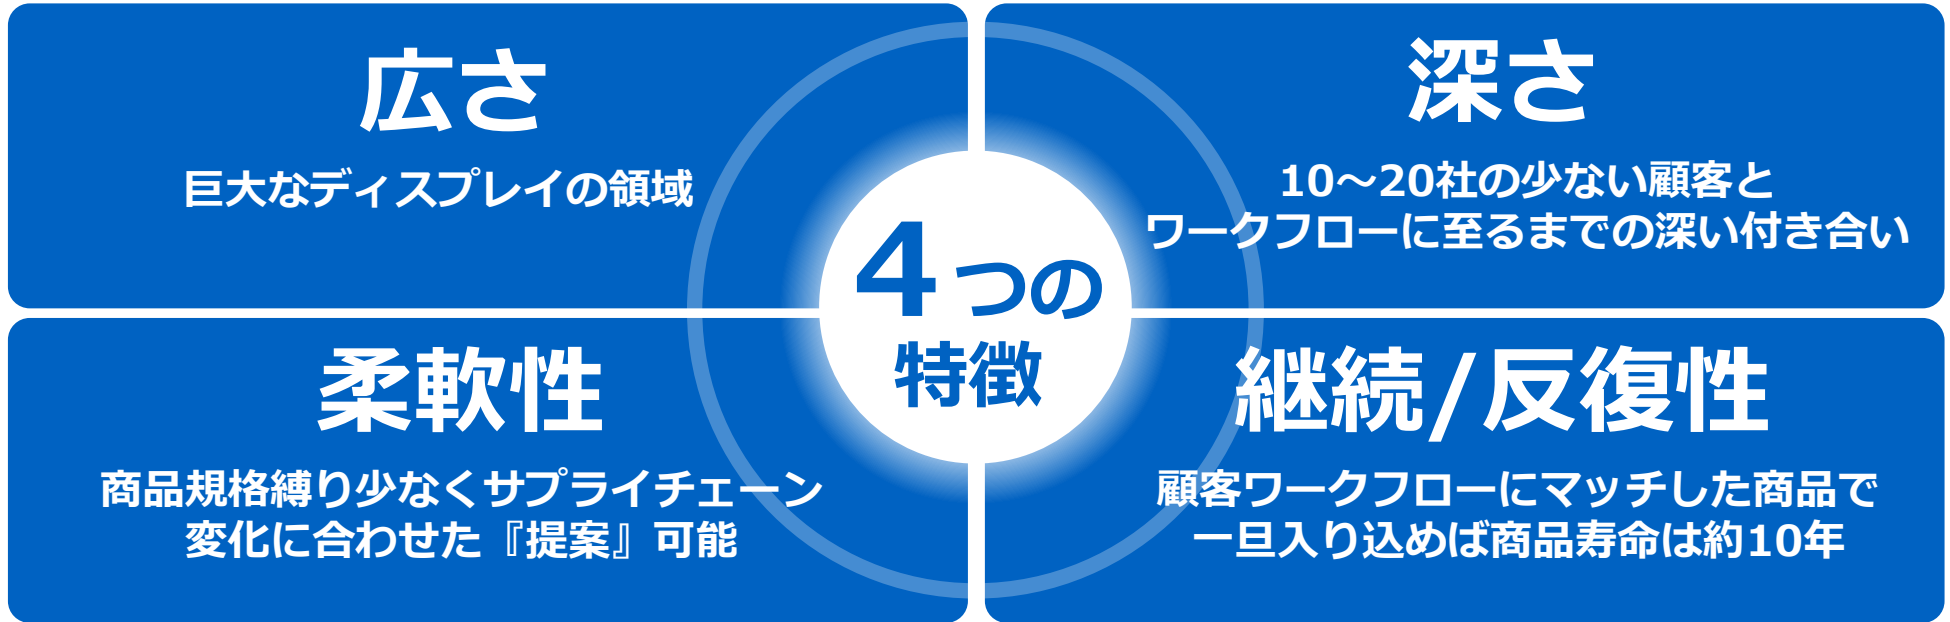 広さ
巨大なディスプレイの領域
深さ
10～20社の少ない顧客と
ワークフローに至るまでの深い付き合い
4つの
特徴
柔軟性
商品規格縛り少なくサプライチェーン
変化に合わせた『提案』可能
継続/反復性
顧客ワークフローにマッチした商品で
一旦入り込めば商品寿命は約10年